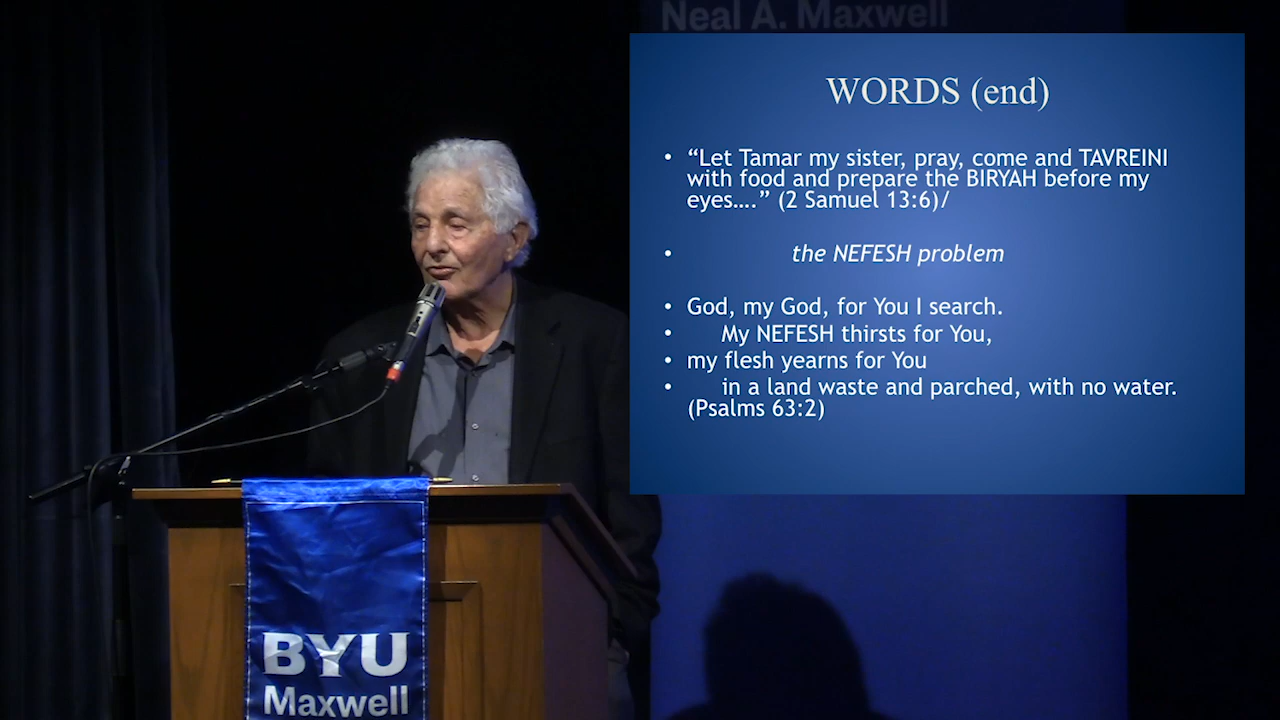 Neal A. Maxwell
WORDS (end)
• “Let Tamar my sister, pray, come and TAVREINI
with food and prepare the BIRYAH before my
eyes….” (2 Samuel 13:6)/
• the NEFESH problem
• God, my God, for You I search.
• My NEFESH thirsts for You,
• my flesh yearns for You
• in a land waste and parched, with no water.
(Psalms 63:2)
BYU
Maxwell